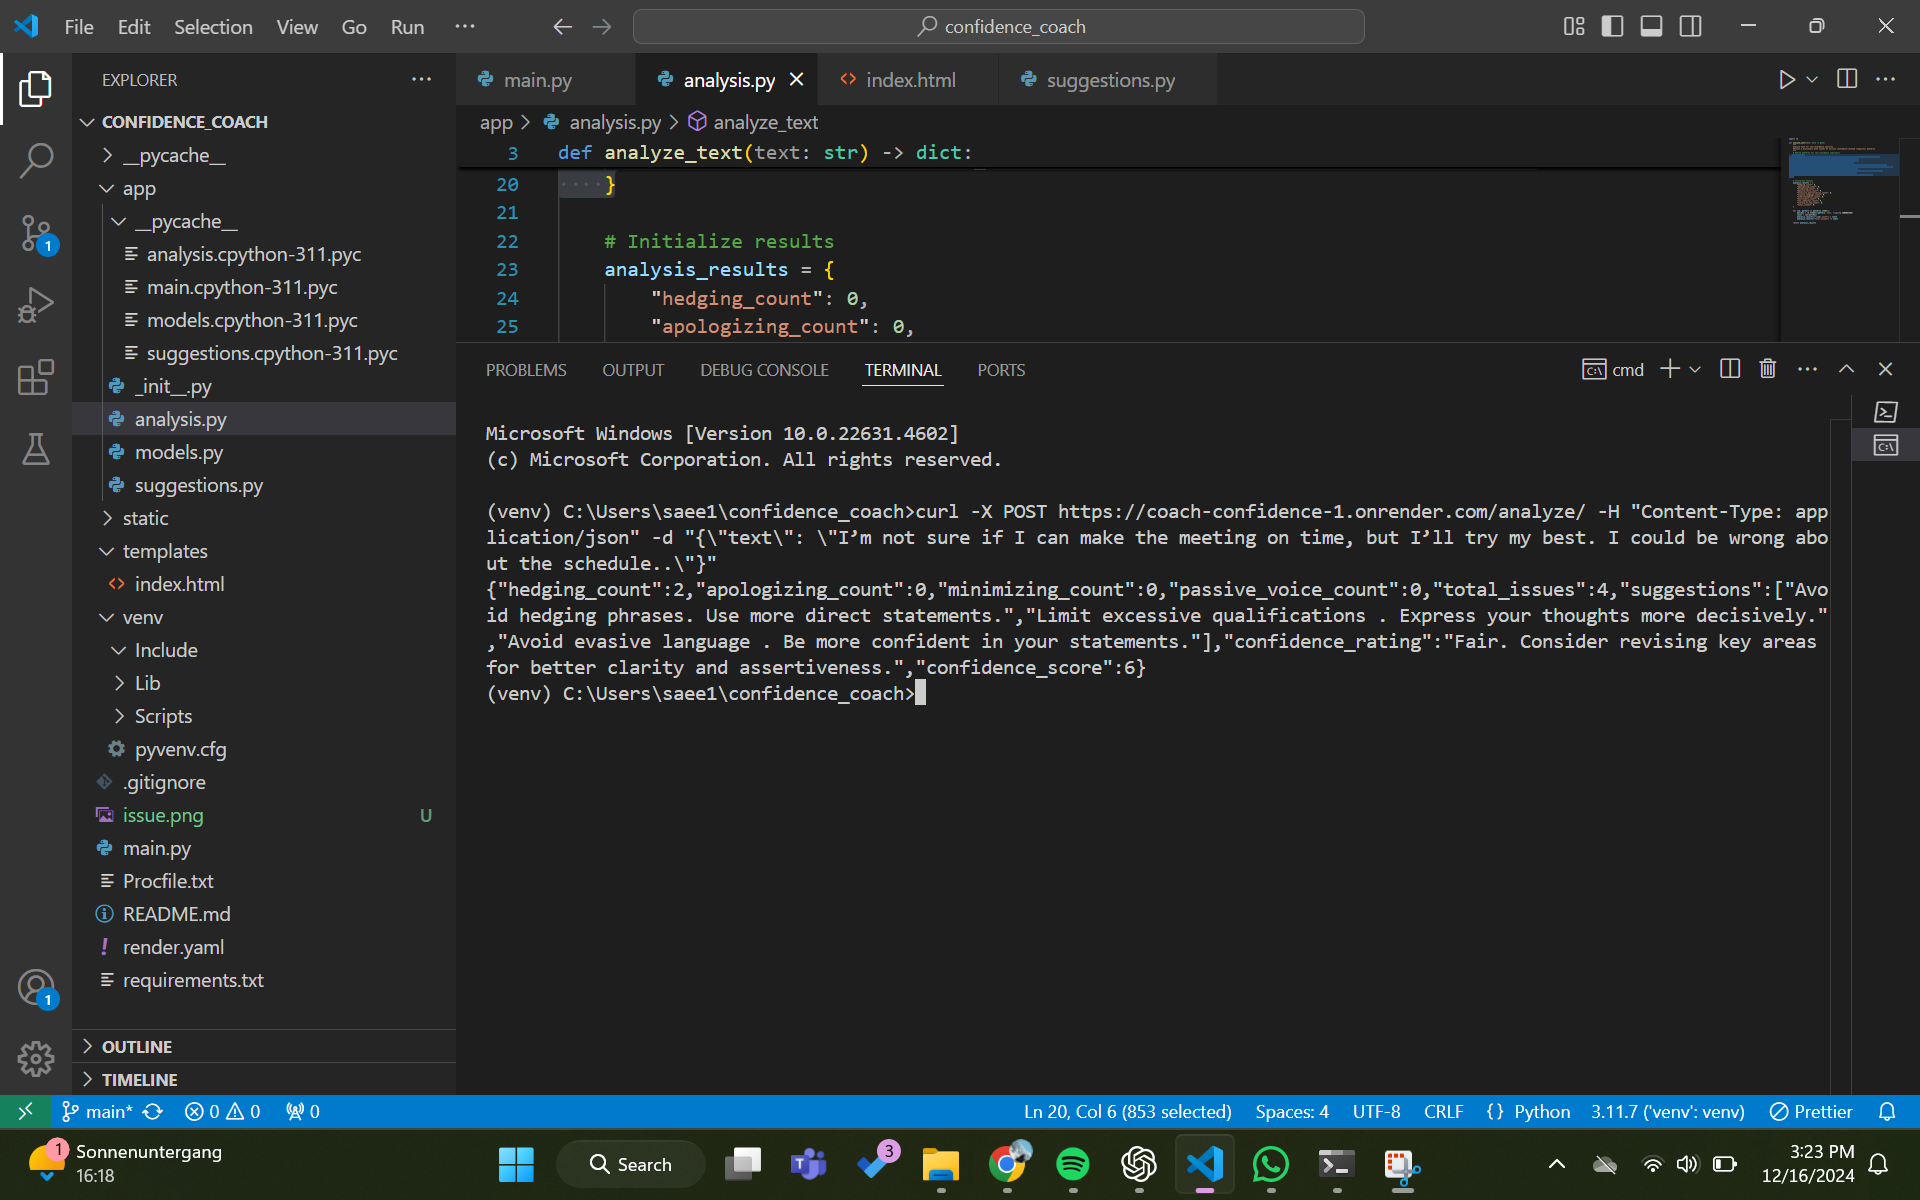 File Edit Selection View Go Run ···
confidence_coach
EXPLORER
CONFIDENCE_COACH
__pycache__
app
__pycache__
analysis.cpython-311.pyc
main.cpython-311.pyc
models.cpython-311.pyc
suggestions.cpython-311.pyc
_init__.py
analysis.py
models.py
suggestions.py
static
templates
index.html
venv
Include
Lib
Scripts
pyvenv.cfg
.gitignore
issue.png U
main.py
Procfile.txt
README.md
render.yaml
requirements.txt
OUTLINE
TIMELINE
1
1
main.py analysis.py index.html suggestions.py
app > analysis.py > analyze_text
3 def analyze_text(text: str) -> dict:
20 ····}
21
22 # Initialize results
23 analysis_results = {
24 "hedging_count": 0,
25 "apologizing_count": 0,
PROBLEMS OUTPUT DEBUG CONSOLE TERMINAL PORTS
cmd
Microsoft Windows [Version 10.0.22631.4602]
(c) Microsoft Corporation. All rights reserved.
(venv) C:\Users\saee1\confidence_coach>curl -X POST https://coach-confidence-1.onrender.com/analyze/ -H "Content-Type: app
lication/json" -d "{\"text\": \"I’m not sure if I can make the meeting on time, but I’ll try my best. I could be wrong abo
ut the schedule..\"}"
{"hedging_count":2,"apologizing_count":0,"minimizing_count":0,"passive_voice_count":0,"total_issues":4,"suggestions":["Avo
id hedging phrases. Use more direct statements.","Limit excessive qualifications . Express your thoughts more decisively."
,"Avoid evasive language . Be more confident in your statements."],"confidence_rating":"Fair. Consider revising key areas
for better clarity and assertiveness.","confidence_score":6}
(venv) C:\Users\saee1\confidence_coach>
main* 0 0 0
Ln 20, Col 6 (853 selected) Spaces: 4 UTF-8 CRLF {} Python 3.11.7 ('venv': venv) Prettier
1 Sonnenuntergang
16:18
Search
3
3:23 PM
12/16/2024